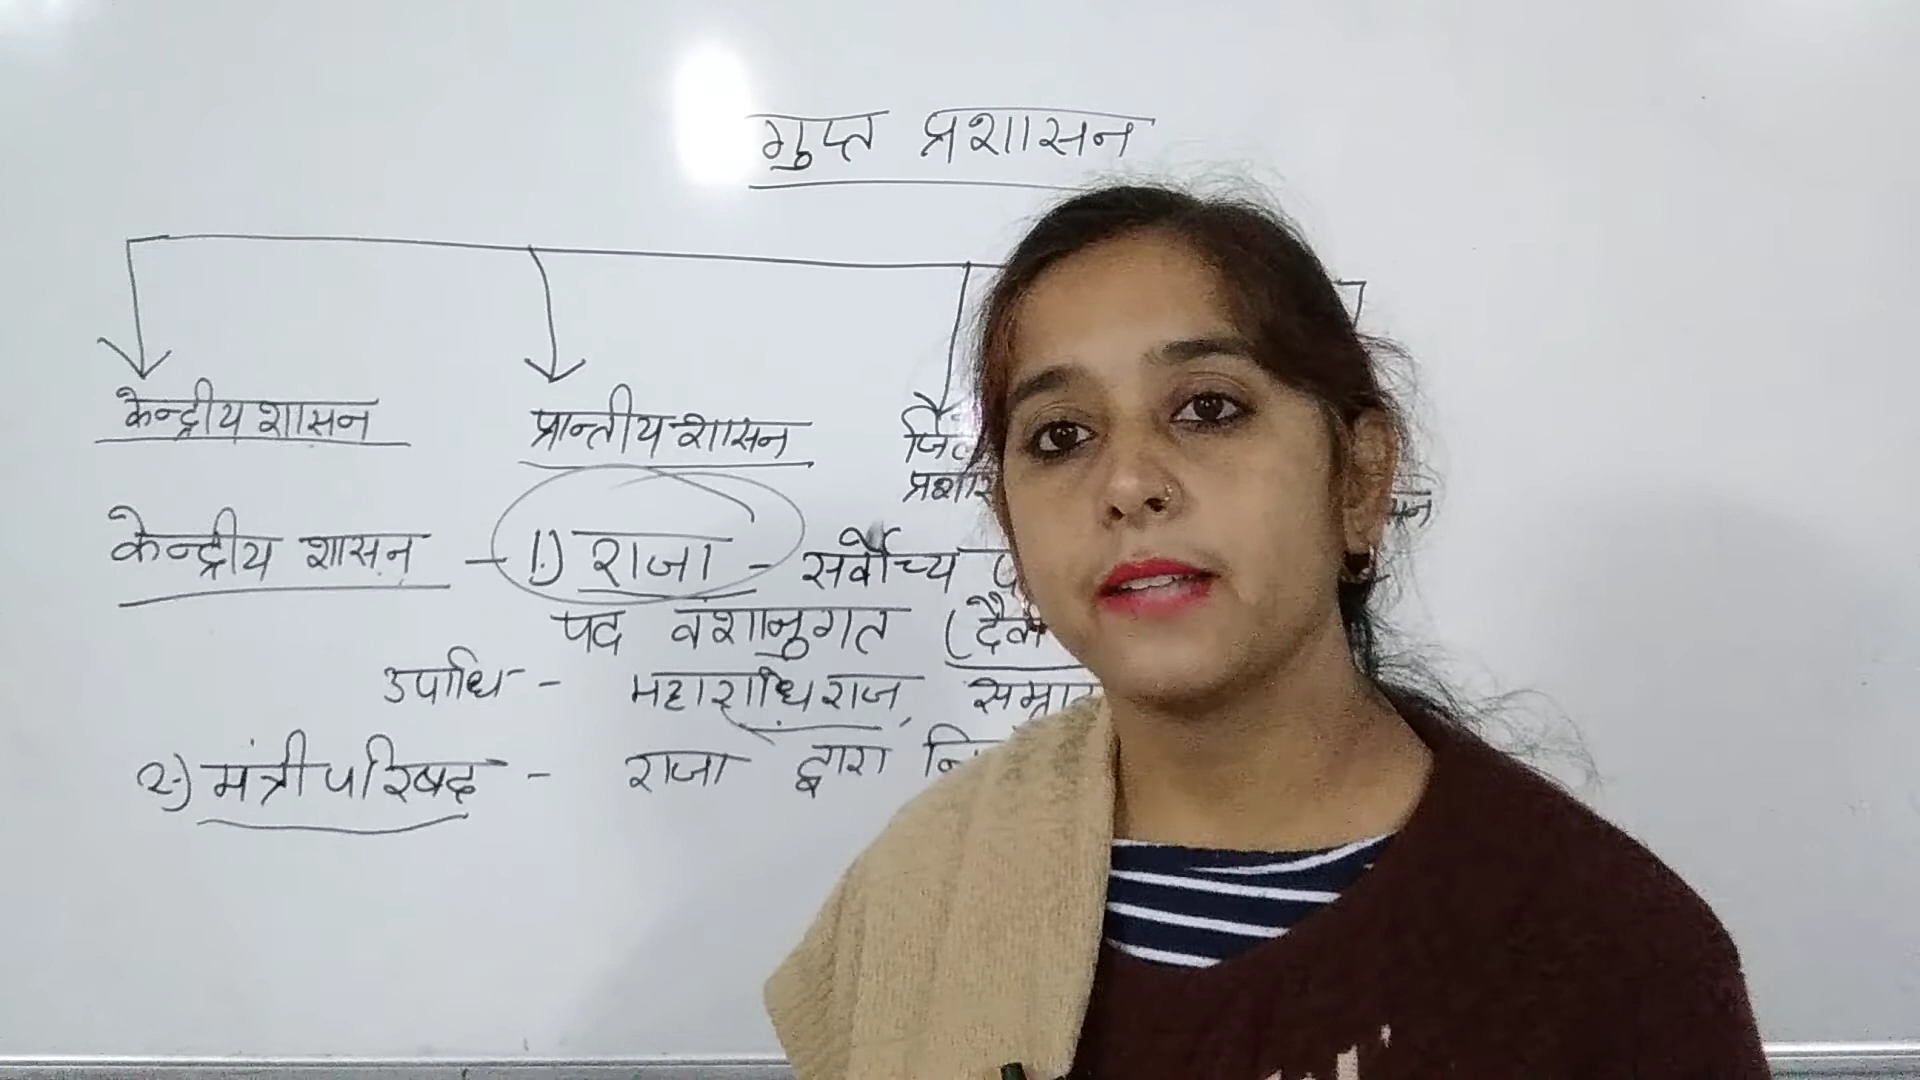 गुप्त प्रशासन
केन्द्रीय शासन प्रान्तीय शासन
केन्द्रीय शासन - 1.) राजा - सर्वोच्च
पद वंशानुगत
उपाधि - महाराधिराज,
2) मंत्रीपरिषद - राजा द्वारा